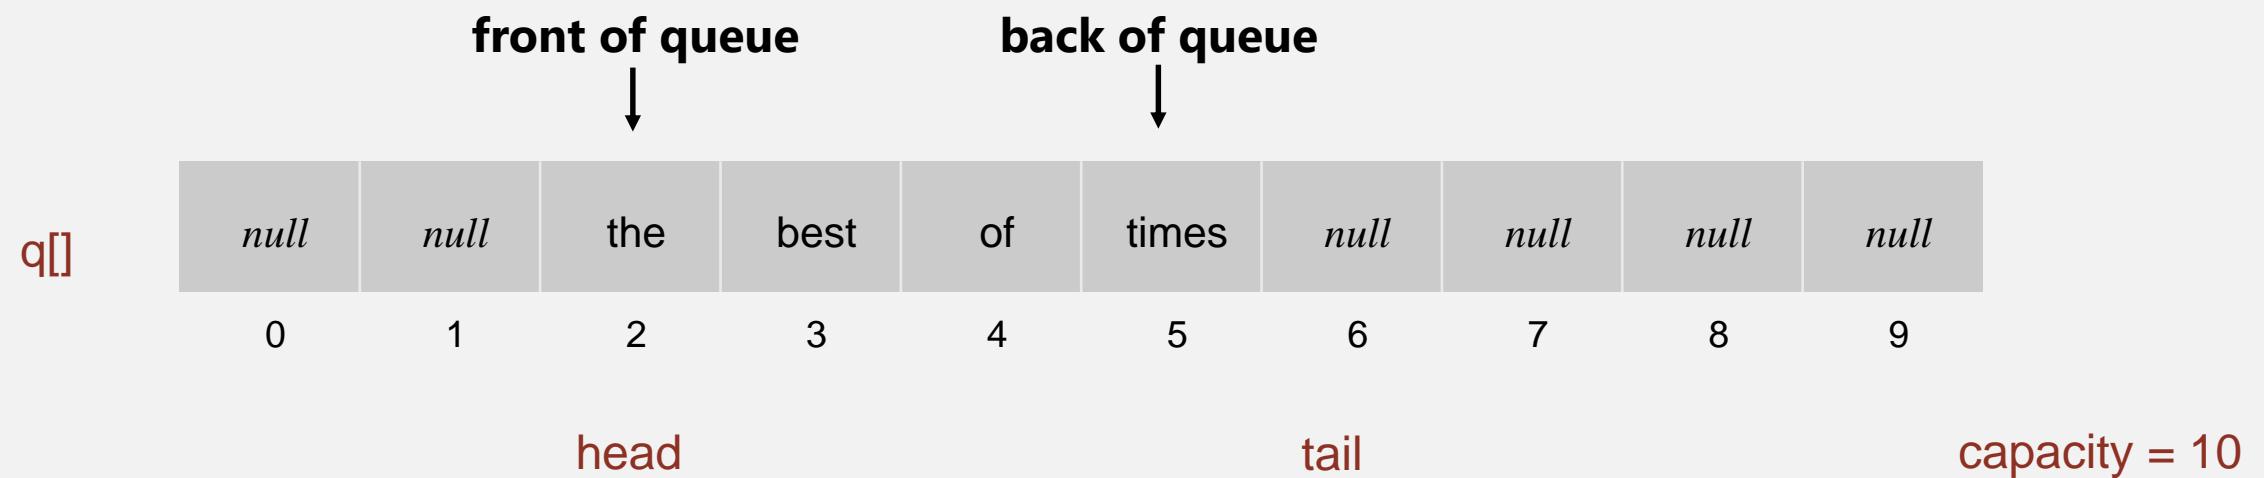 front of queue back of queue
q[] null null the best of times null null null null
0 1 2 3 4 5 6 7 8 9
head tail capacity = 10